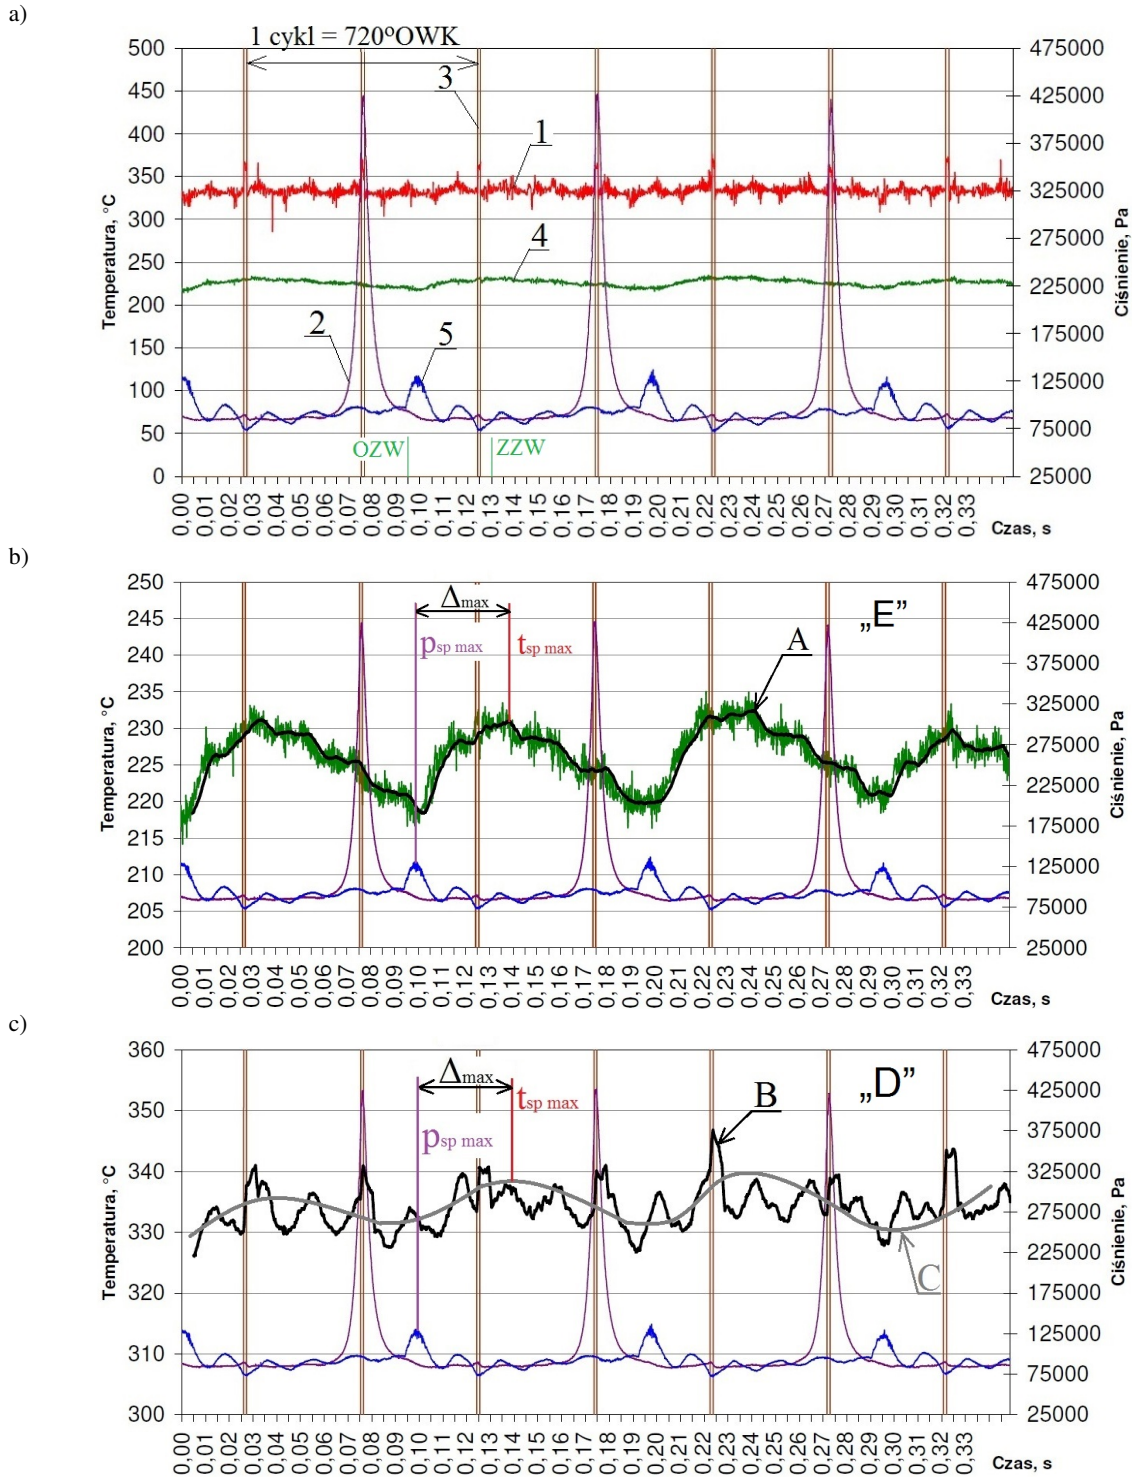 a)
1 cykl = 720ºOWK
500
450
400
350
300
250
200
150
100
50
0
475000
425000
375000
325000
275000
225000
175000
125000
75000
25000
Temperatura, °C
Ciśnienie, Pa
3
1
4
2
5
OZW
ZZW
0,00 0,01 0,02 0,03 0,04 0,05 0,06 0,07 0,08 0,09 0,10 0,11 0,12 0,13 0,14 0,15 0,16 0,17 0,18 0,19 0,20 0,21 0,22 0,23 0,24 0,25 0,26 0,27 0,28 0,29 0,30 0,31 0,32 0,33
Czas, s
b)
250
245
240
235
230
225
220
215
210
205
200
475000
425000
375000
325000
275000
225000
175000
125000
75000
25000
Temperatura, °C
Ciśnienie, Pa
Δmax
psp max
tsp max
„E”
A
0,00 0,01 0,02 0,03 0,04 0,05 0,06 0,07 0,08 0,09 0,10 0,11 0,12 0,13 0,14 0,15 0,16 0,17 0,18 0,19 0,20 0,21 0,22 0,23 0,24 0,25 0,26 0,27 0,28 0,29 0,30 0,31 0,32 0,33
Czas, s
c)
360
350
340
330
320
310
300
475000
425000
375000
325000
275000
225000
175000
125000
75000
25000
Temperatura, °C
Ciśnienie, Pa
Δmax
tsp max
psp max
„D”
B
C
0,00 0,01 0,02 0,03 0,04 0,05 0,06 0,07 0,08 0,09 0,10 0,11 0,12 0,13 0,14 0,15 0,16 0,17 0,18 0,19 0,20 0,21 0,22 0,23 0,24 0,25 0,26 0,27 0,28 0,29 0,30 0,31 0,32 0,33
Czas, s